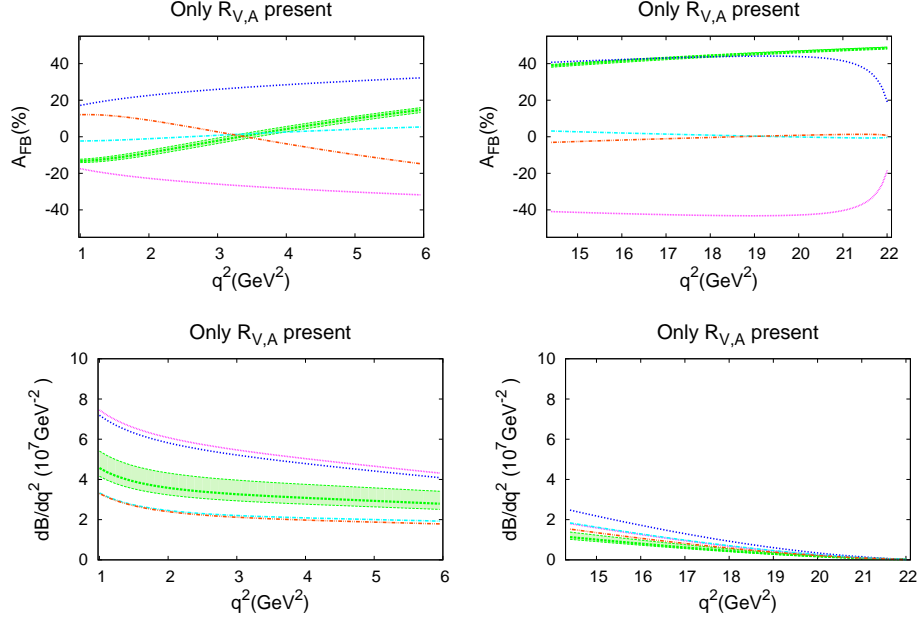 Only R_{V,A} present
A_{FB}(%)
40
20
0
-20
-40
1 2 3 4 5 6
q^2(GeV^2)
Only R_{V,A} present
A_{FB}(%)
40
20
0
-20
-40
15 16 17 18 19 20 21 22
q^2(GeV^2)
Only R_{V,A} present
dB/dq^2 (10^7GeV^{-2})
10
8
6
4
2
0
1 2 3 4 5 6
q^2(GeV^2)
Only R_{V,A} present
dB/dq^2 (10^7GeV^{-2})
10
8
6
4
2
0
15 16 17 18 19 20 21 22
q^2(GeV^2)